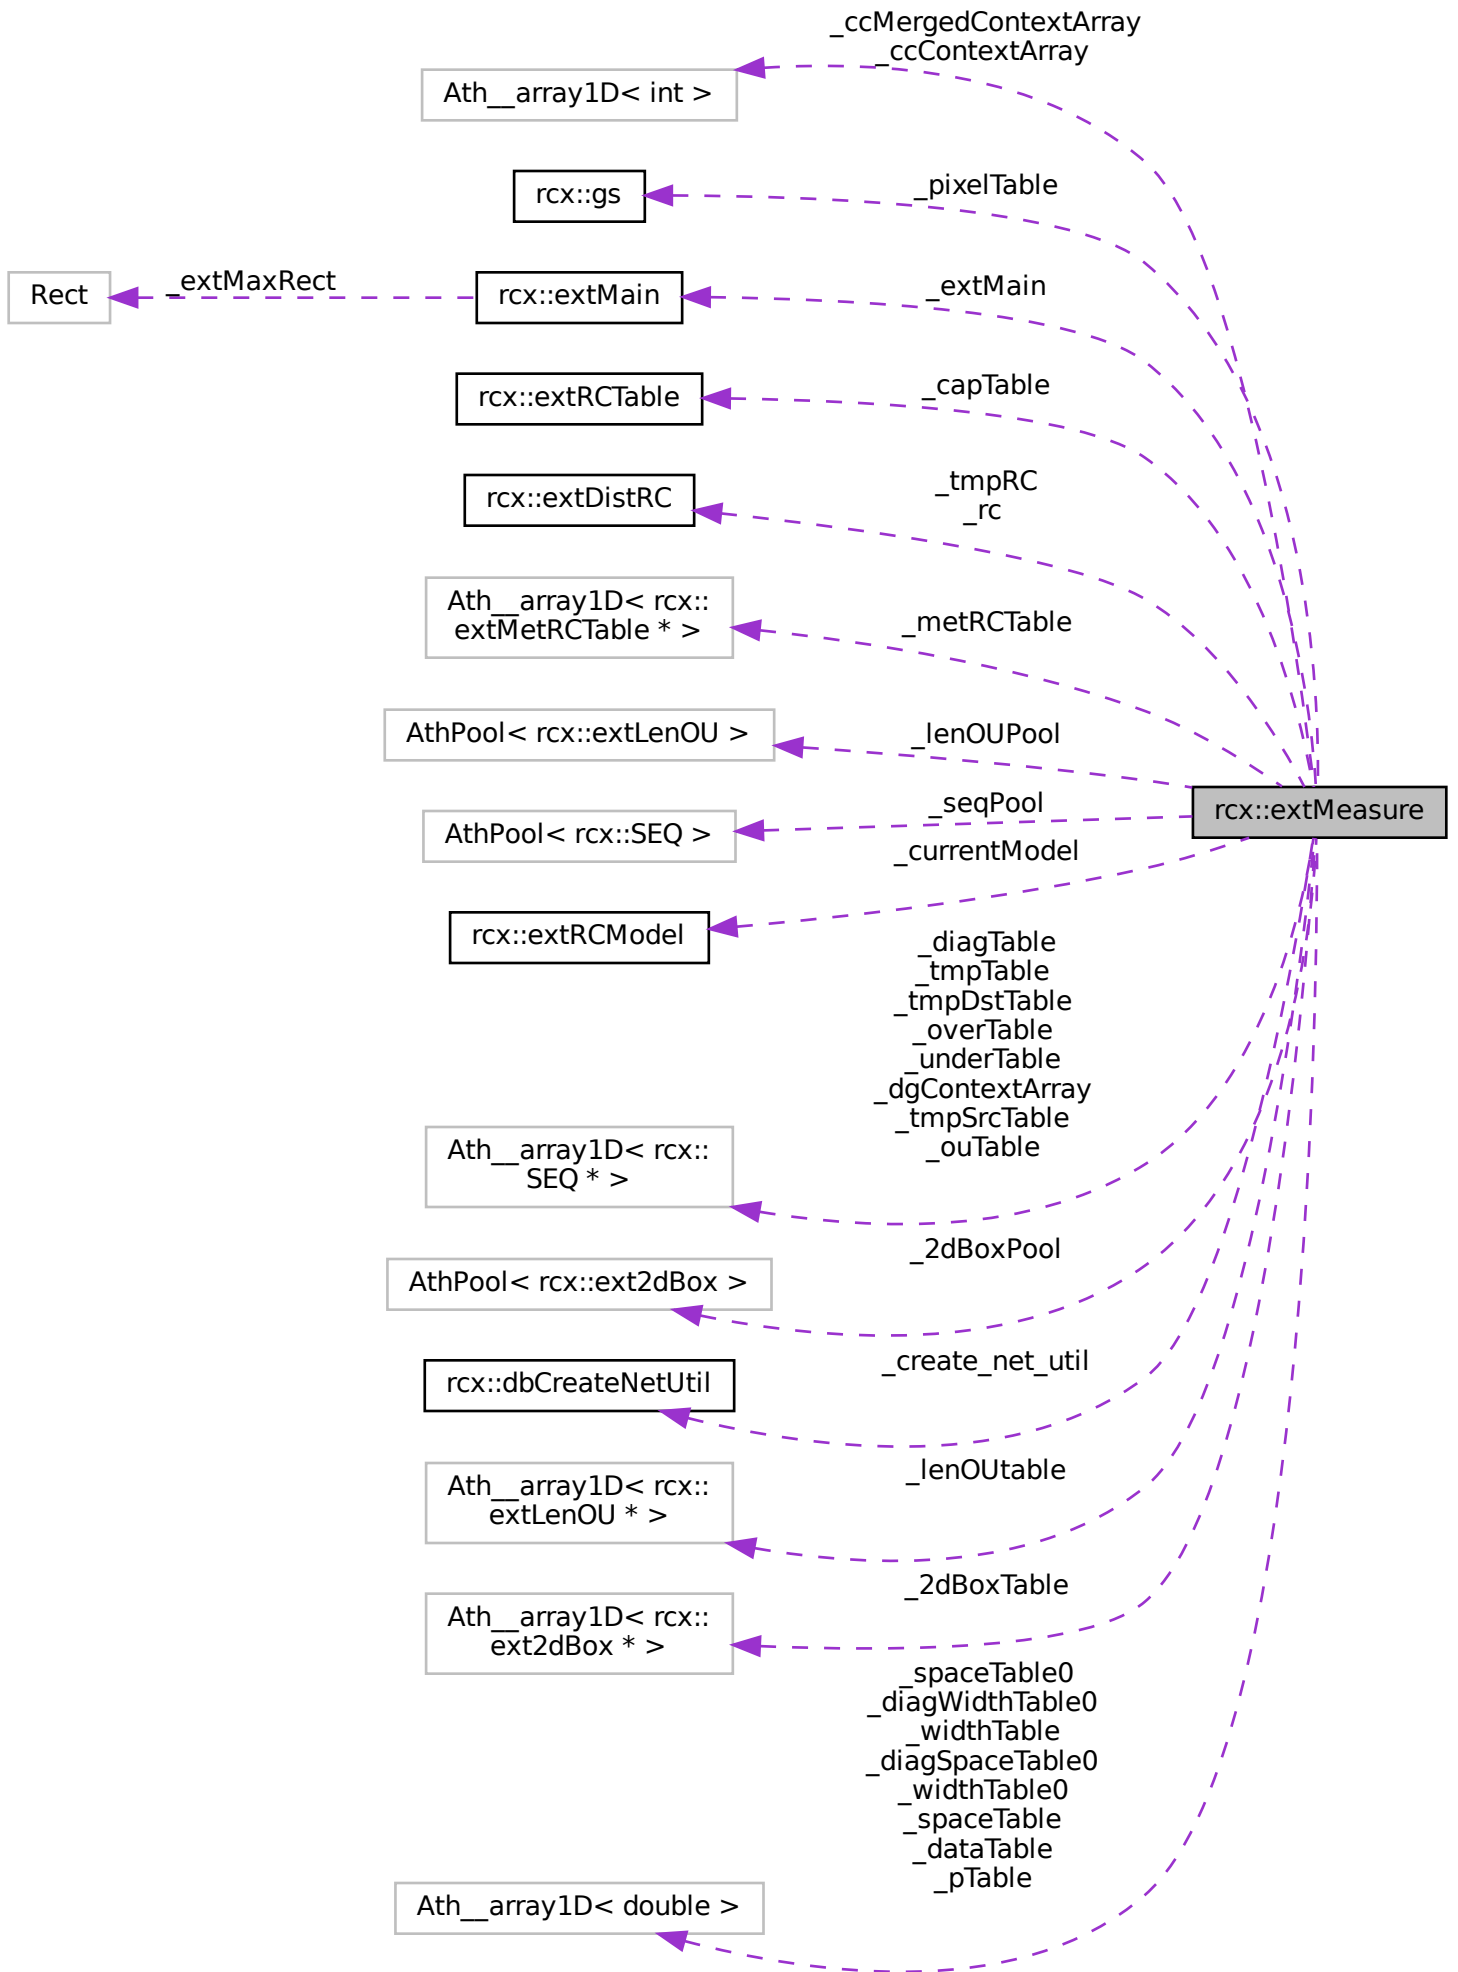 _ccMergedContextArray
_ccContextArray
Ath__array1D< int >
_pixelTable
rcx::gs
_extMain
_extMaxRect
Rect
rcx::extMain
_capTable
rcx::extRCTable
_tmpRC
_rc
rcx::extDistRC
Ath__array1D< rcx::
extMetRCTable * >
_metRCTable
_lenOUPool
AthPool< rcx::extLenOU >
_seqPool
rcx::extMeasure
AthPool< rcx::SEQ >
_currentModel
rcx::extRCModel
_diagTable
_tmpTable
_tmpDstTable
_overTable
_underTable
_dgContextArray
_tmpSrcTable
_ouTable
Ath__array1D< rcx::
SEQ * >
_2dBoxPool
AthPool< rcx::ext2dBox >
_create_net_util
rcx::dbCreateNetUtil
_lenOUtable
Ath__array1D< rcx::
extLenOU * >
_2dBoxTable
Ath__array1D< rcx::
ext2dBox * >
_spaceTable0
_diagWidthTable0
_widthTable
_diagSpaceTable0
_widthTable0
_spaceTable
_dataTable
_pTable
Ath__array1D< double >